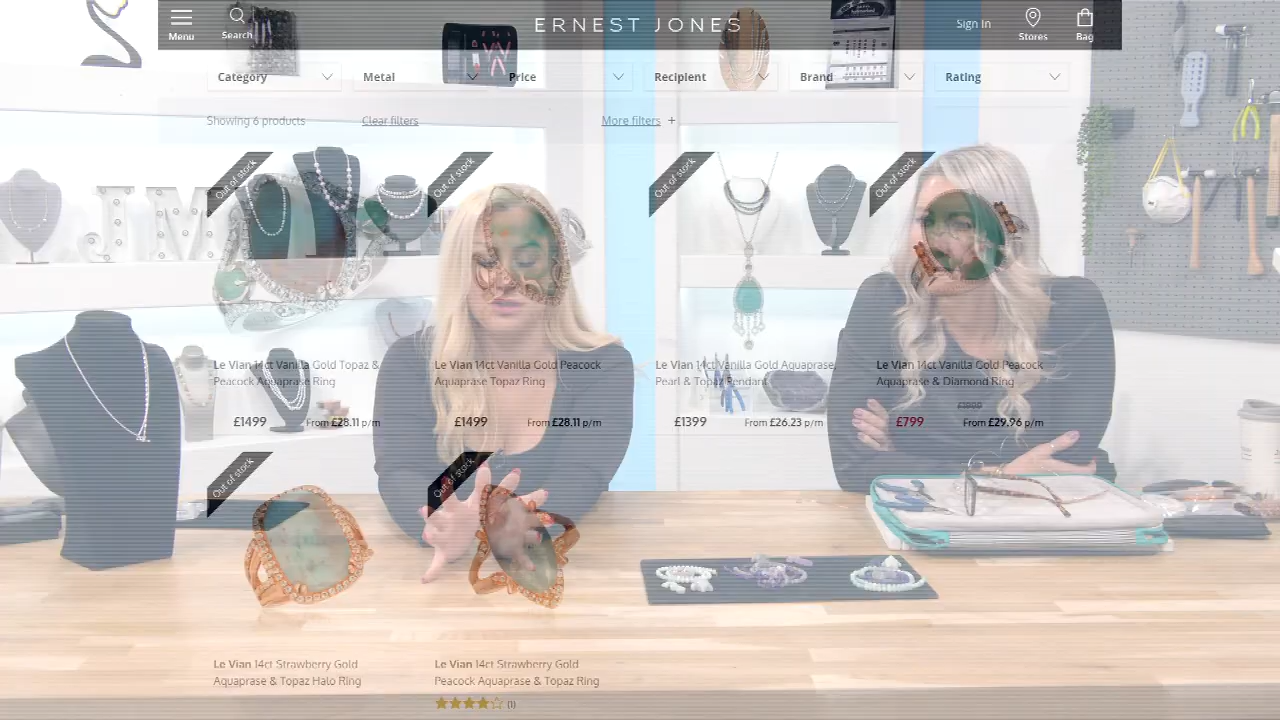 Menu
Search
ERNEST JONES
Sign In
Stores
Bag
Category
Metal
Price
Recipient
Brand
Rating
Showing 6 products
Clear filters
More filters +
Out of stock
Out of stock
Out of stock
Out of stock
JM
Le Vian 14ct Vanilla Gold Topaz &
Peacock Aquaprase Ring
£1499
From £28.11 p/m
Le Vian 14ct Vanilla Gold Peacock
Aquaprase Topaz Ring
£1499
From £28.11 p/m
Le Vian 14ct Vanilla Gold Aquaprase,
Pearl & Topaz Pendant
£1399
From £26.23 p/m
Le Vian 14ct Vanilla Gold Peacock
Aquaprase & Diamond Ring
£799
From £29.96 p/m
Out of stock
Out of stock
Le Vian 14ct Strawberry Gold
Aquaprase & Topaz Halo Ring
Le Vian 14ct Strawberry Gold
Peacock Aquaprase & Topaz Ring
(1)